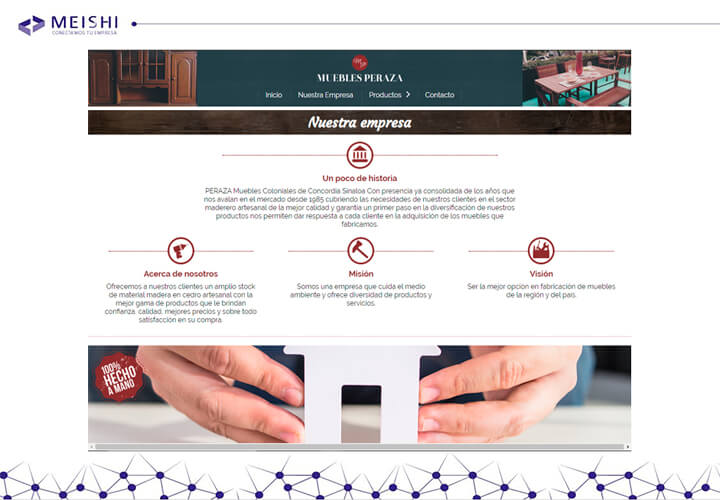 MEISHI
CONECTAMOS TU EMPRESA
MUEBLES PERAZA
Inicio Nuestra Empresa Productos Contacto
Nuestra empresa
Un poco de historia
PERAZA Muebles Coloniales de Concordia Sinaloa Con presencia ya consolidada de los años que
nos avalan en el mercado desde 1985 cubriendo las necesidades de nuestros clientes en el sector
maderero artesanal de la mejor calidad y garantía un primer paso en la diversificación de nuestros
productos nos permiten dar respuesta a cada cliente en la adquisición de los muebles que
fabricamos.
Acerca de nosotros
Ofrecemos a nuestros clientes un amplio stock
de material madera en cedro artesanal con la
mejor gama de productos que le brindan
confianza, calidad, mejores precios y sobre todo
satisfacción en su compra.
Misión
Somos una empresa que cuida el medio
ambiente y ofrece diversidad de productos y
servicios.
Visión
Ser la mejor opción en fabricación de muebles
de la región y del país.
100%
HECHO
A MANO